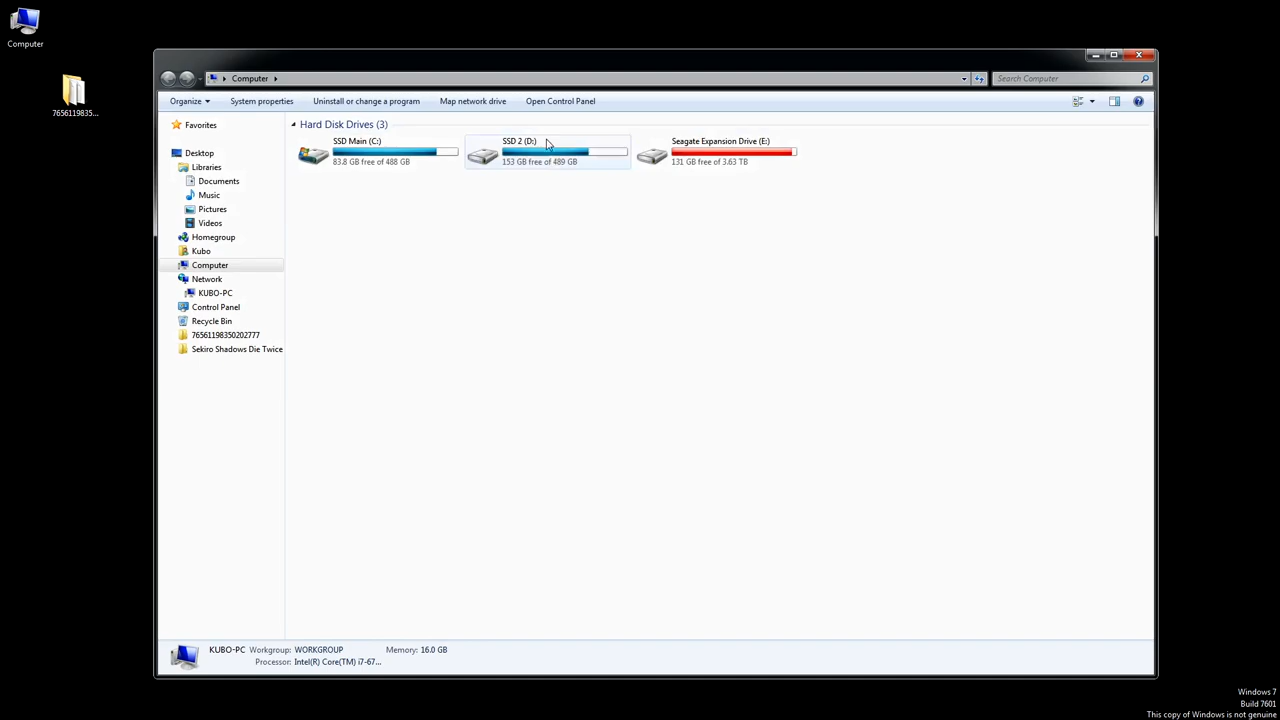 Computer
7656119835...
Computer
Search Computer
Organize
System properties
Uninstall or change a program
Map network drive
Open Control Panel
Favorites
Desktop
Libraries
Documents
Music
Pictures
Videos
Homegroup
Kubo
Computer
Network
KUBO-PC
Control Panel
Recycle Bin
76561198350202777
Sekiro Shadows Die Twice
Hard Disk Drives (3)
SSD Main (C:)
83.8 GB free of 488 GB
SSD 2 (D:)
153 GB free of 489 GB
Seagate Expansion Drive (E:)
131 GB free of 3.63 TB
KUBO-PC Workgroup: WORKGROUP Memory: 16.0 GB
Processor: Intel(R) Core(TM) i7-67...
Windows 7
Build 7601
This copy of Windows is not genuine